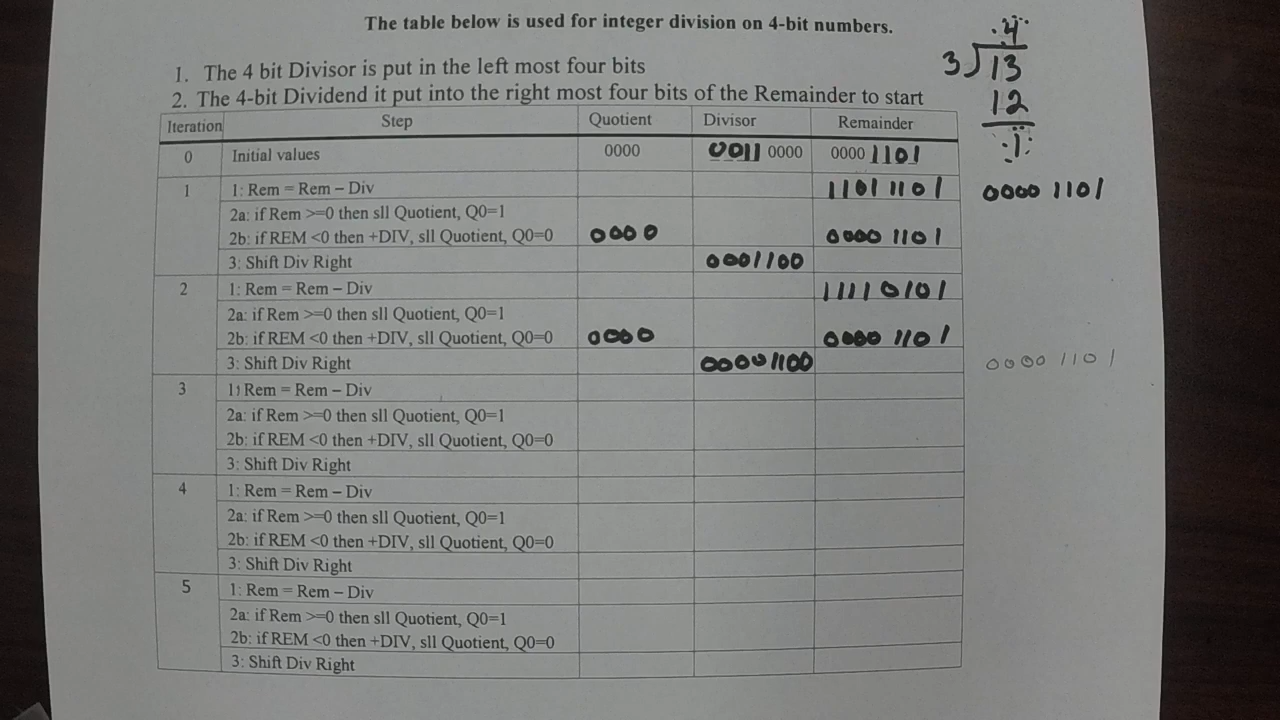 The table below is used for integer division on 4-bit numbers.
.4
3 13
12
1
1. The 4 bit Divisor is put in the left most four bits
2. The 4-bit Dividend it put into the right most four bits of the Remainder to start
Iteration Step Quotient Divisor Remainder
0 Initial values 0000 0011 0000 0000 1101
1 1: Rem = Rem – Div 1101 1101 0000 1101
2a: if Rem >=0 then sll Quotient, Q0=1
2b: if REM <0 then +DIV, sll Quotient, Q0=0 0000 0000 1101
3: Shift Div Right 0001100
2 1: Rem = Rem – Div 11110101
2a: if Rem >=0 then sll Quotient, Q0=1
2b: if REM <0 then +DIV, sll Quotient, Q0=0 0000 0000 1101
3: Shift Div Right 00001100 0000 1101
3 1) Rem = Rem – Div
2a: if Rem >=0 then sll Quotient, Q0=1
2b: if REM <0 then +DIV, sll Quotient, Q0=0
3: Shift Div Right
4 1: Rem = Rem – Div
2a: if Rem >=0 then sll Quotient, Q0=1
2b: if REM <0 then +DIV, sll Quotient, Q0=0
3: Shift Div Right
5 1: Rem = Rem – Div
2a: if Rem >=0 then sll Quotient, Q0=1
2b: if REM <0 then +DIV, sll Quotient, Q0=0
3: Shift Div Right